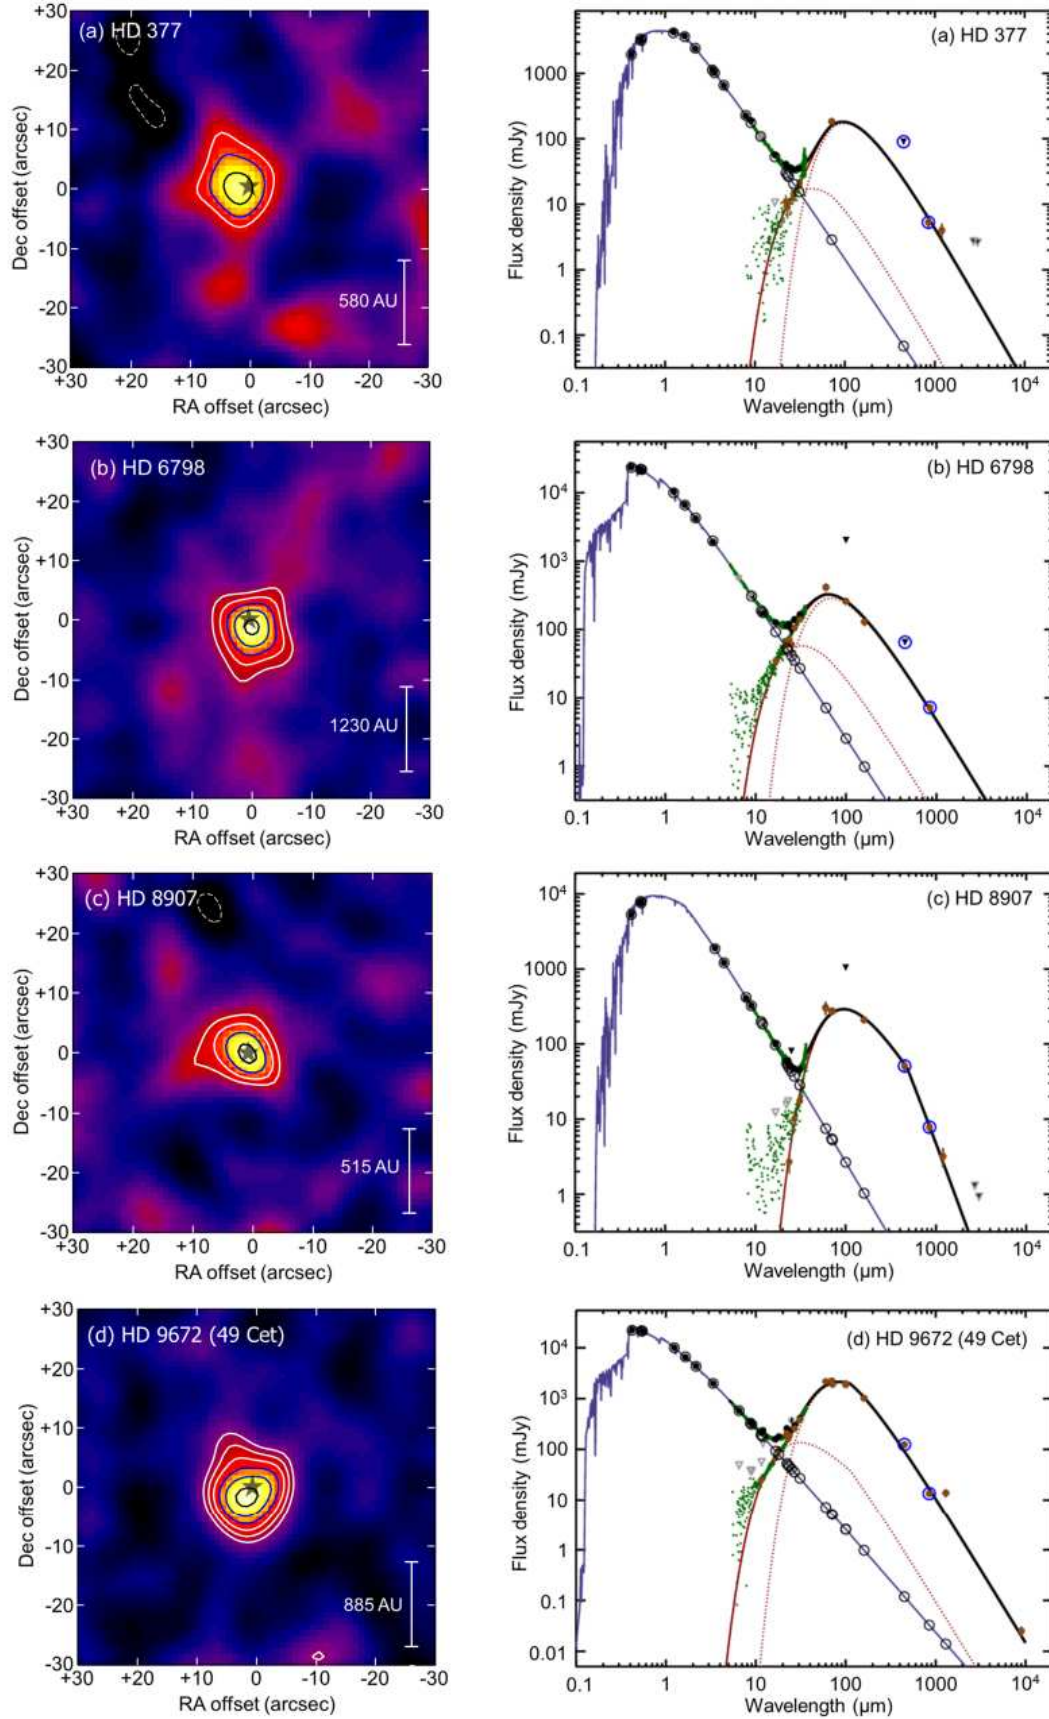 (a) HD 377
+30
+20
+10
0
-10
-20
-30
Dec offset (arcsec)
580 AU
+30 +20 +10 0 -10 -20 -30
RA offset (arcsec)
(a) HD 377
1000
100
10
1
0.1
Flux density (mJy)
0.1 1 10 100 1000 10⁴
Wavelength (µm)
(b) HD 6798
+30
+20
+10
0
-10
-20
-30
Dec offset (arcsec)
1230 AU
+30 +20 +10 0 -10 -20 -30
RA offset (arcsec)
(b) HD 6798
10⁴
10³
100
10
1
Flux density (mJy)
0.1 1 10 100 1000 10⁴
Wavelength (µm)
(c) HD 8907
+30
+20
+10
0
-10
-20
-30
Dec offset (arcsec)
515 AU
+30 +20 +10 0 -10 -20 -30
RA offset (arcsec)
(c) HD 8907
10⁴
1000
100
10
1
Flux density (mJy)
0.1 1 10 100 1000 10⁴
Wavelength (µm)
(d) HD 9672 (49 Cet)
+30
+20
+10
0
-10
-20
-30
Dec offset (arcsec)
885 AU
+30 +20 +10 0 -10 -20 -30
RA offset (arcsec)
(d) HD 9672 (49 Cet)
10⁴
10³
100
10
1
0.1
0.01
Flux density (mJy)
0.1 1 10 100 1000 10⁴
Wavelength (µm)